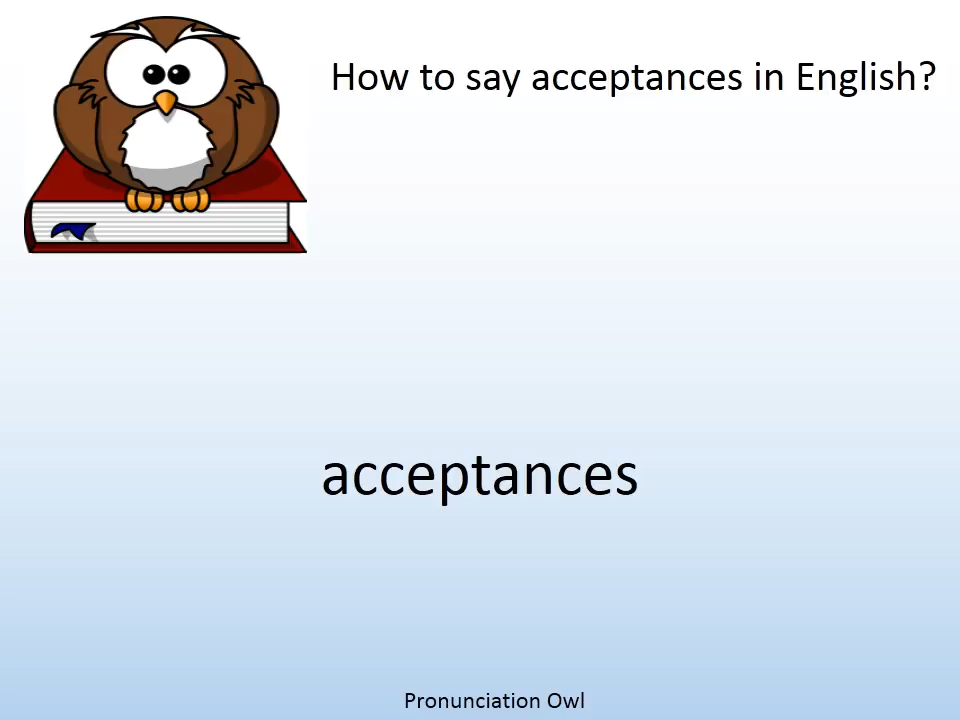 How to say acceptances in English?
acceptances
Pronunciation Owl